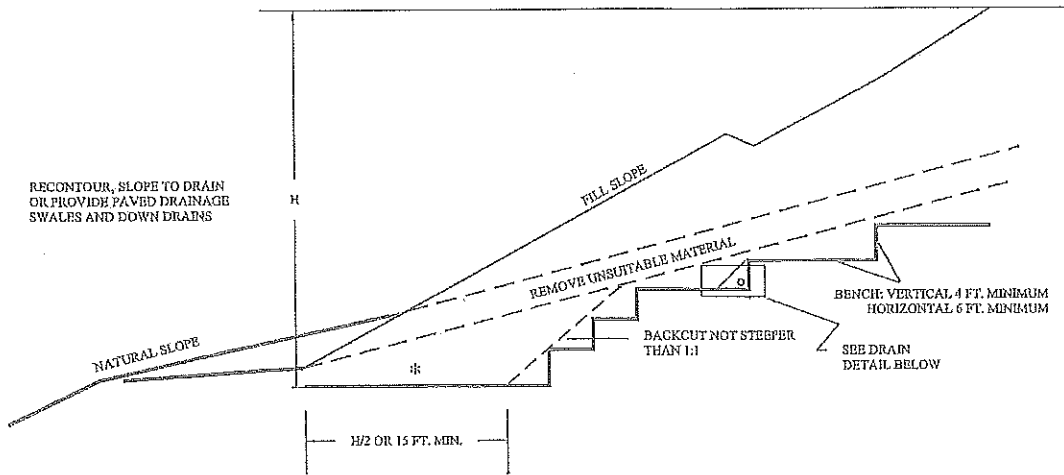 H
RECONTOUR, SLOPE TO DRAIN
OR PROVIDE PAVED DRAINAGE
SWALES AND DOWN DRAINS
FILL SLOPE
REMOVE UNSUITABLE MATERIAL
NATURAL SLOPE
*
BENCH: VERTICAL 4 FT. MINIMUM
HORIZONTAL 6 FT. MINIMUM
BACKCUT NOT STEEPER
THAN 1:1
SEE DRAIN
DETAIL BELOW
H/2 OR 15 FT. MIN.